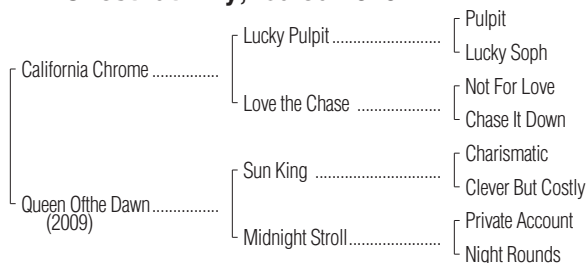 Pulpit
Lucky Pulpit.......................
Lucky Soph
California Chrome ................
Not For Love
Love the Chase ....................
Chase It Down
Charismatic
Sun King ............................
Clever But Costly
Queen Ofthe Dawn................
(2009)
Private Account
Midnight Stroll.....................
Night Rounds